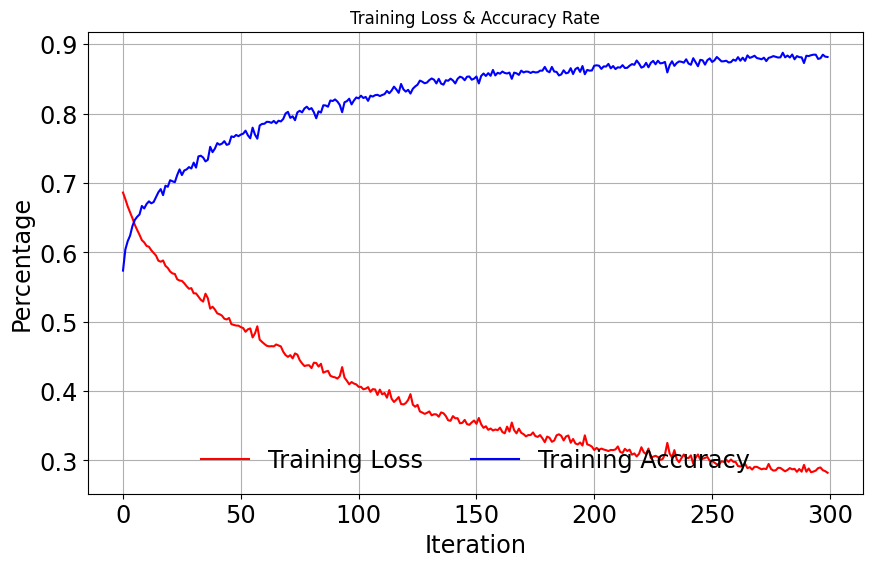 Training Loss & Accuracy Rate
Percentage
0.9
0.8
0.7
0.6
0.5
0.4
0.3
Training Loss
Training Accuracy
0 50 100 150 200 250 300
Iteration